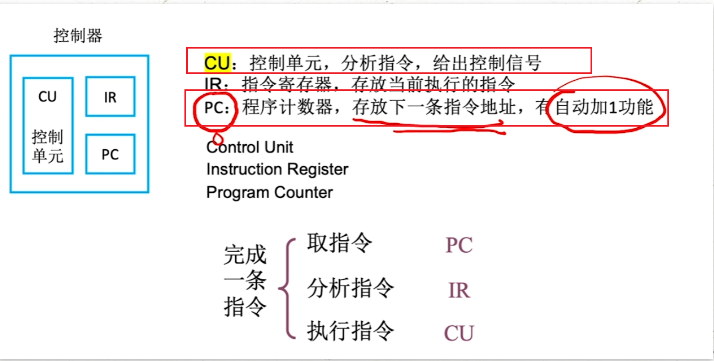 控制器
CU
控制
单元
IR
PC
CU：控制单元，分析指令，给出控制信号
IR：指令寄存器，存放当前执行的指令
PC：程序计数器，存放下一条指令地址，有自动加1功能
Control Unit
Instruction Register
Program Counter
完成
一条
指令
取指令 PC
分析指令 IR
执行指令 CU